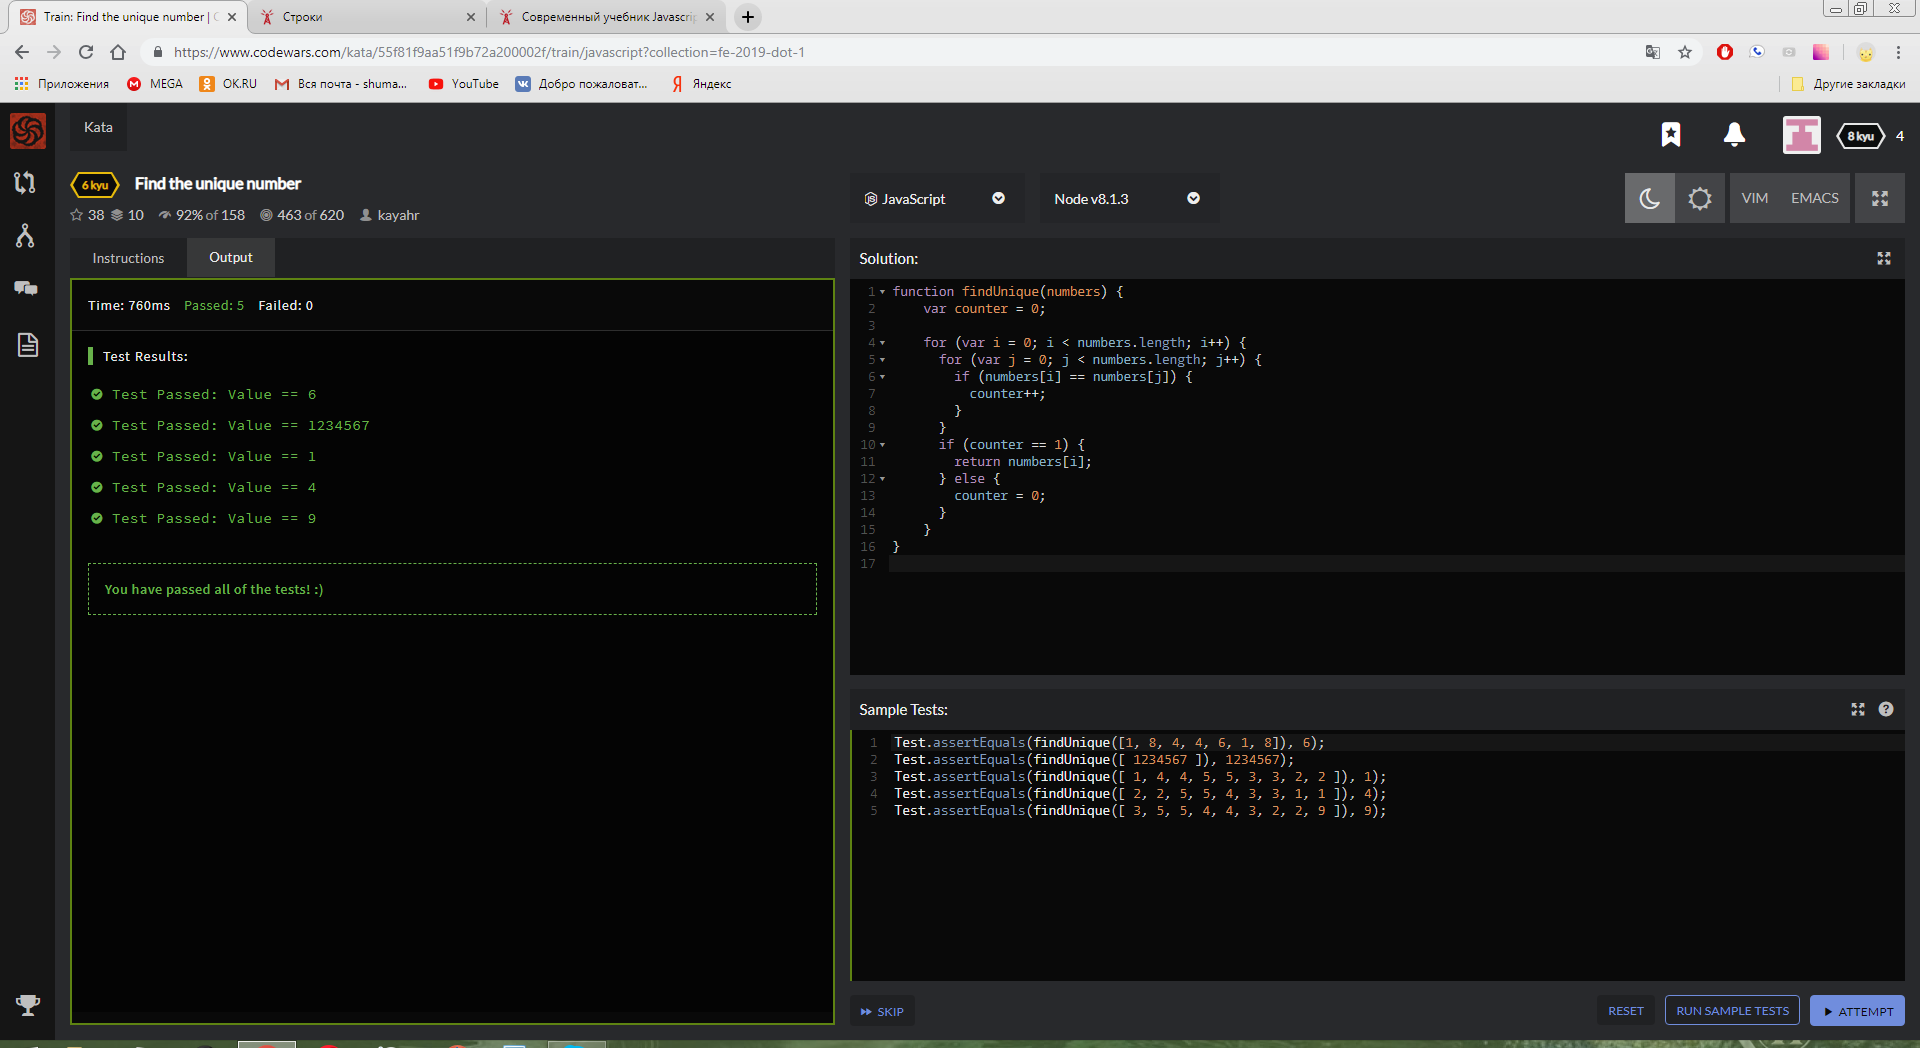 Train: Find the unique number | C
Строки
Современный учебник Javascri
https://www.codewars.com/kata/55f81f9aa51f9b72a200002f/train/javascript?collection=fe-2019-dot-1
Приложения MEGA OK.RU Вся почта - shuma... YouTube Добро пожаловат... Яндекс Другие закладки
Kata
8 kyu 4
6 kyu Find the unique number
38 10 92% of 158 463 of 620 kayahr
JavaScript Node v8.1.3 VIM EMACS
Instructions Output
Time: 760ms Passed: 5 Failed: 0
Test Results:
Test Passed: Value == 6
Test Passed: Value == 1234567
Test Passed: Value == 1
Test Passed: Value == 4
Test Passed: Value == 9
You have passed all of the tests! :)
Solution:
1 function findUnique(numbers) {
2 var counter = 0;
3
4 for (var i = 0; i < numbers.length; i++) {
5 for (var j = 0; j < numbers.length; j++) {
6 if (numbers[i] == numbers[j]) {
7 counter++;
8 }
9 }
10 if (counter == 1) {
11 return numbers[i];
12 } else {
13 counter = 0;
14 }
15 }
16 }
17
Sample Tests:
1 Test.assertEquals(findUnique([1, 8, 4, 4, 6, 1, 8]), 6);
2 Test.assertEquals(findUnique([ 1234567 ]), 1234567);
3 Test.assertEquals(findUnique([ 1, 4, 4, 5, 5, 3, 3, 2, 2 ]), 1);
4 Test.assertEquals(findUnique([ 2, 2, 5, 5, 4, 3, 3, 1, 1 ]), 4);
5 Test.assertEquals(findUnique([ 3, 5, 5, 4, 4, 3, 2, 2, 9 ]), 9);
SKIP RESET RUN SAMPLE TESTS ATTEMPT